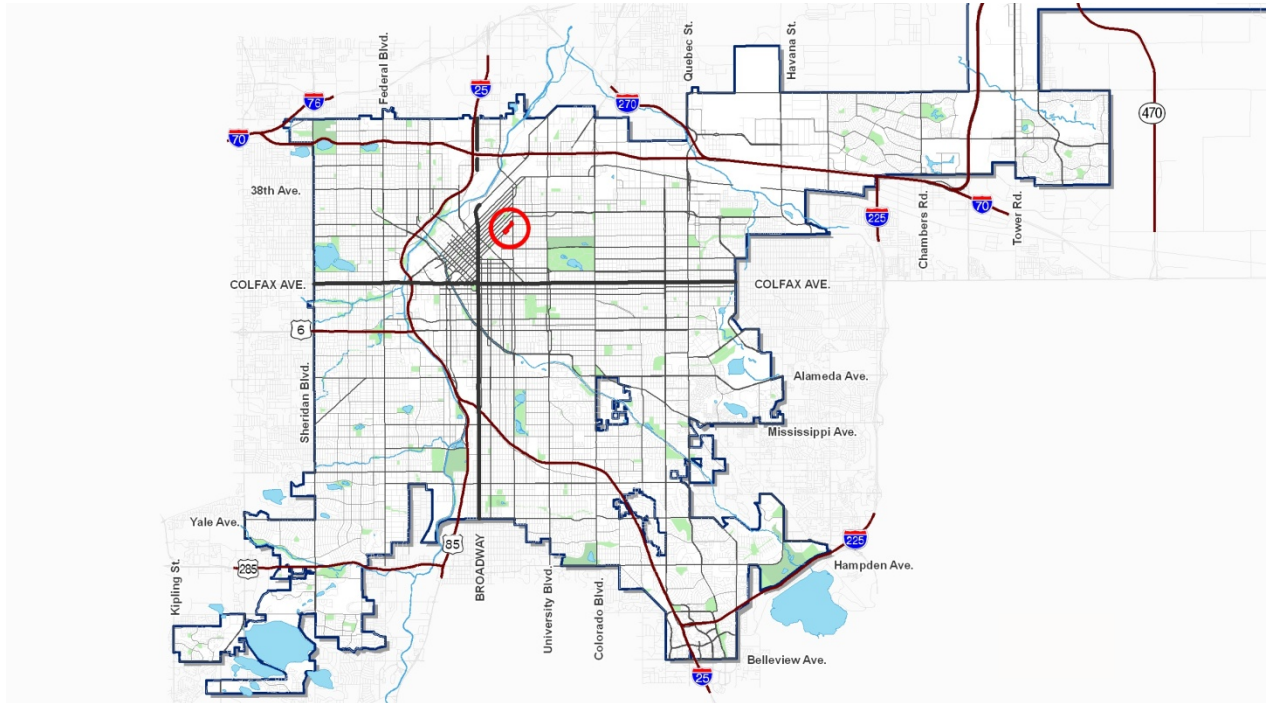 Federal Blvd.
25
Quebec St.
Havana St.
76
270
470
70
38th Ave.
225
Chambers Rd.
70
Tower Rd.
COLFAX AVE.
COLFAX AVE.
6
Sheridan Blvd.
Alameda Ave.
Mississippi Ave.
Yale Ave.
85
225
Hampden Ave.
285
Kipling St.
BROADWAY
University Blvd.
Colorado Blvd.
Belleview Ave.
25